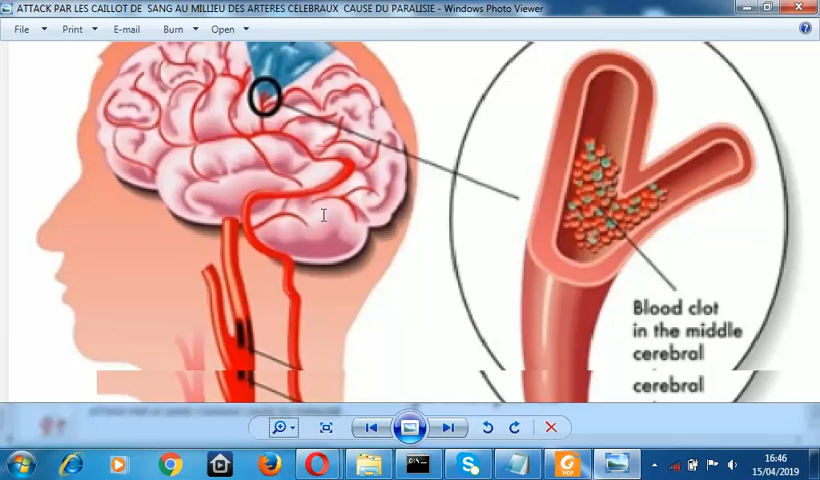 ATTACK PAR LES CAILLOT DE SANG AU MILLIEU DES ARTERES CELEBRAUX CAUSE DU PARALISIE - Windows Photo Viewer
File Print E-mail Burn Open
Blood clot
in the middle
cerebral
cerebral
PDF
16:46
15/04/2019